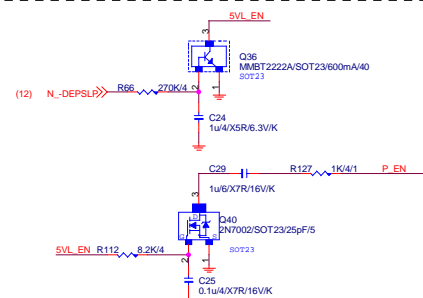 5VL_EN
3
Q36
MMBT2222A/SOT23/600mA/40
SOT23
(12) N_-DEPSLP R66 270K/4 2 1
C24
1u/4/X5R/6.3V/K
C29 R127 1K/4/1 P_EN
1u/6/X7R/16V/K
3
D
Q40
2N7002/SOT23/25pF/5
G S
SOT23
5VL_EN R112 8.2K/4 2 1
C25
0.1u/4/X7R/16V/K